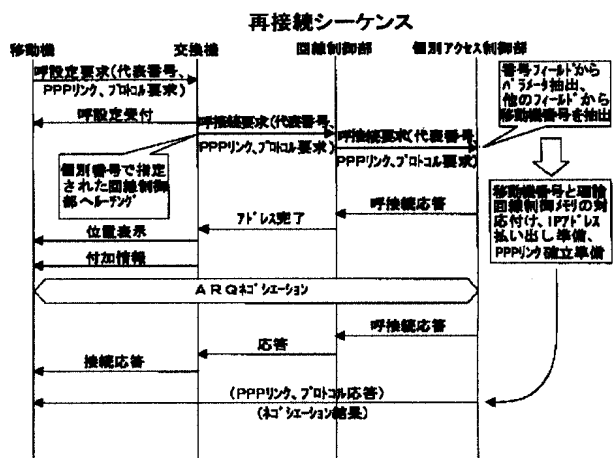 再接続シーケンス
移動機
交換機
回線制御部
個別アクセス制御部
呼設定要求(代表番号、
PPPリンク、プロトコル要求)
呼設定受付
呼接続要求(代表番号、
PPPリンク、プロトコル要求)
呼接続要求(代表番号、
PPPリンク、プロトコル要求)
番号フィールドから
パラメータ抽出、
他のフィールドから
移動機番号を抽出
個別番号で指定
された回線制御
部へルーチング
移動機番号と理論
回線制御メモリの対
応付け、IPアドレス
払い出し準備、
PPPリンク確立準備
呼接続応答
アドレス完了
位置表示
付加情報
ARQネゴシエーション
呼接続応答
応答
接続応答
(PPPリンク、プロトコル応答)
(ネゴシエーション結果)